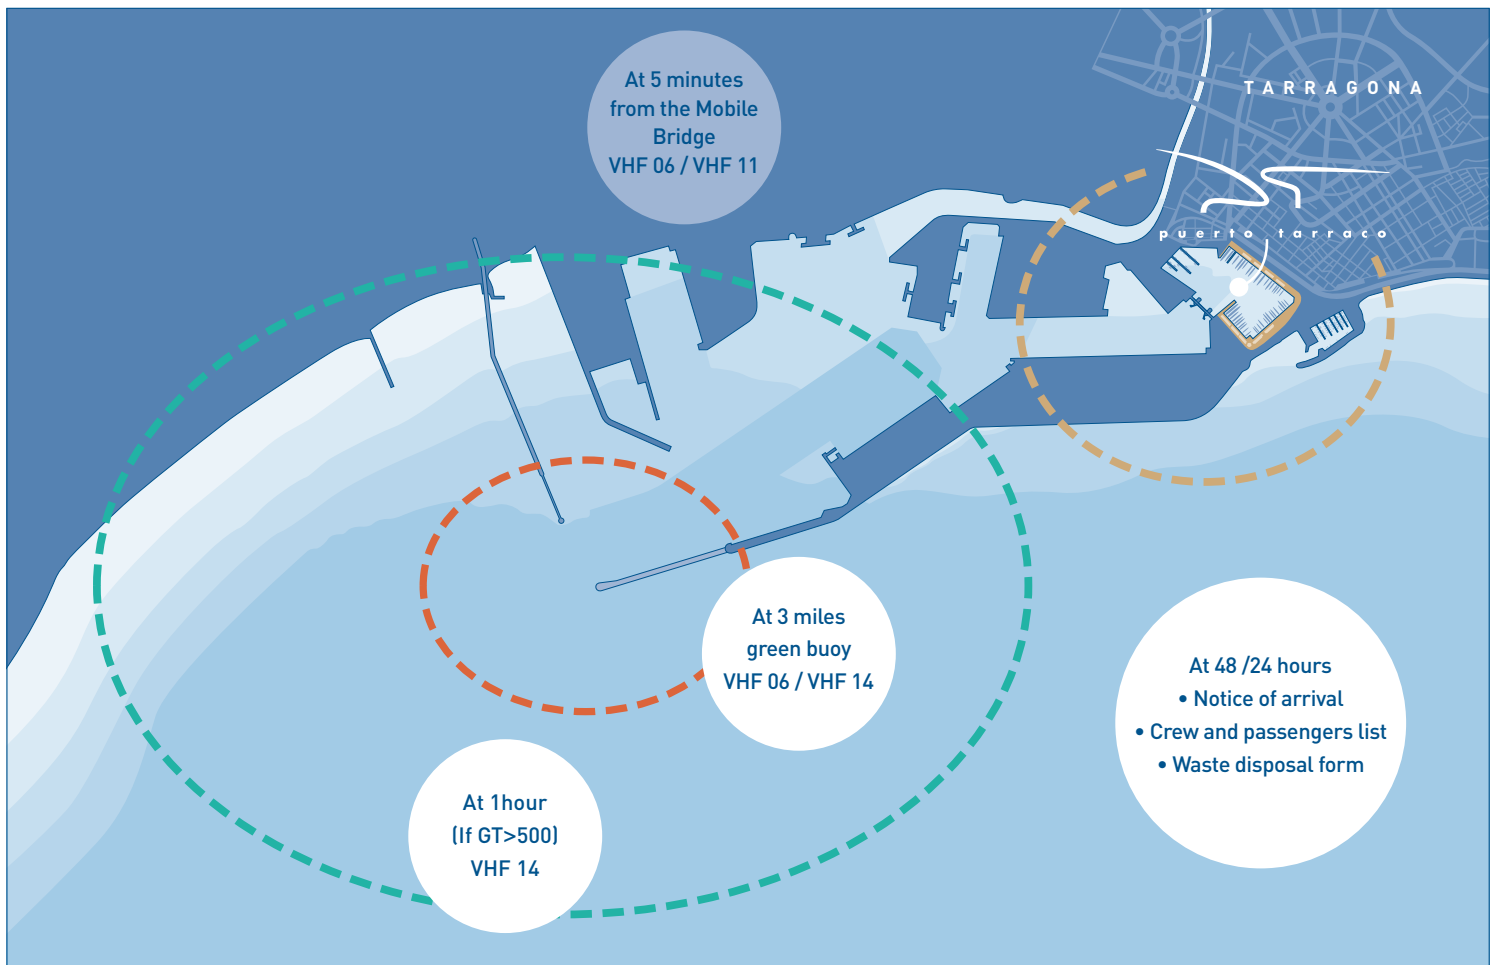 At 5 minutes
from the Mobile
Bridge
VHF 06 / VHF 11
TARRAGONA
puerto tarraco
At 3 miles
green buoy
VHF 06 / VHF 14
At 48 /24 hours
• Notice of arrival
• Crew and passengers list
• Waste disposal form
At 1hour
(If GT>500)
VHF 14